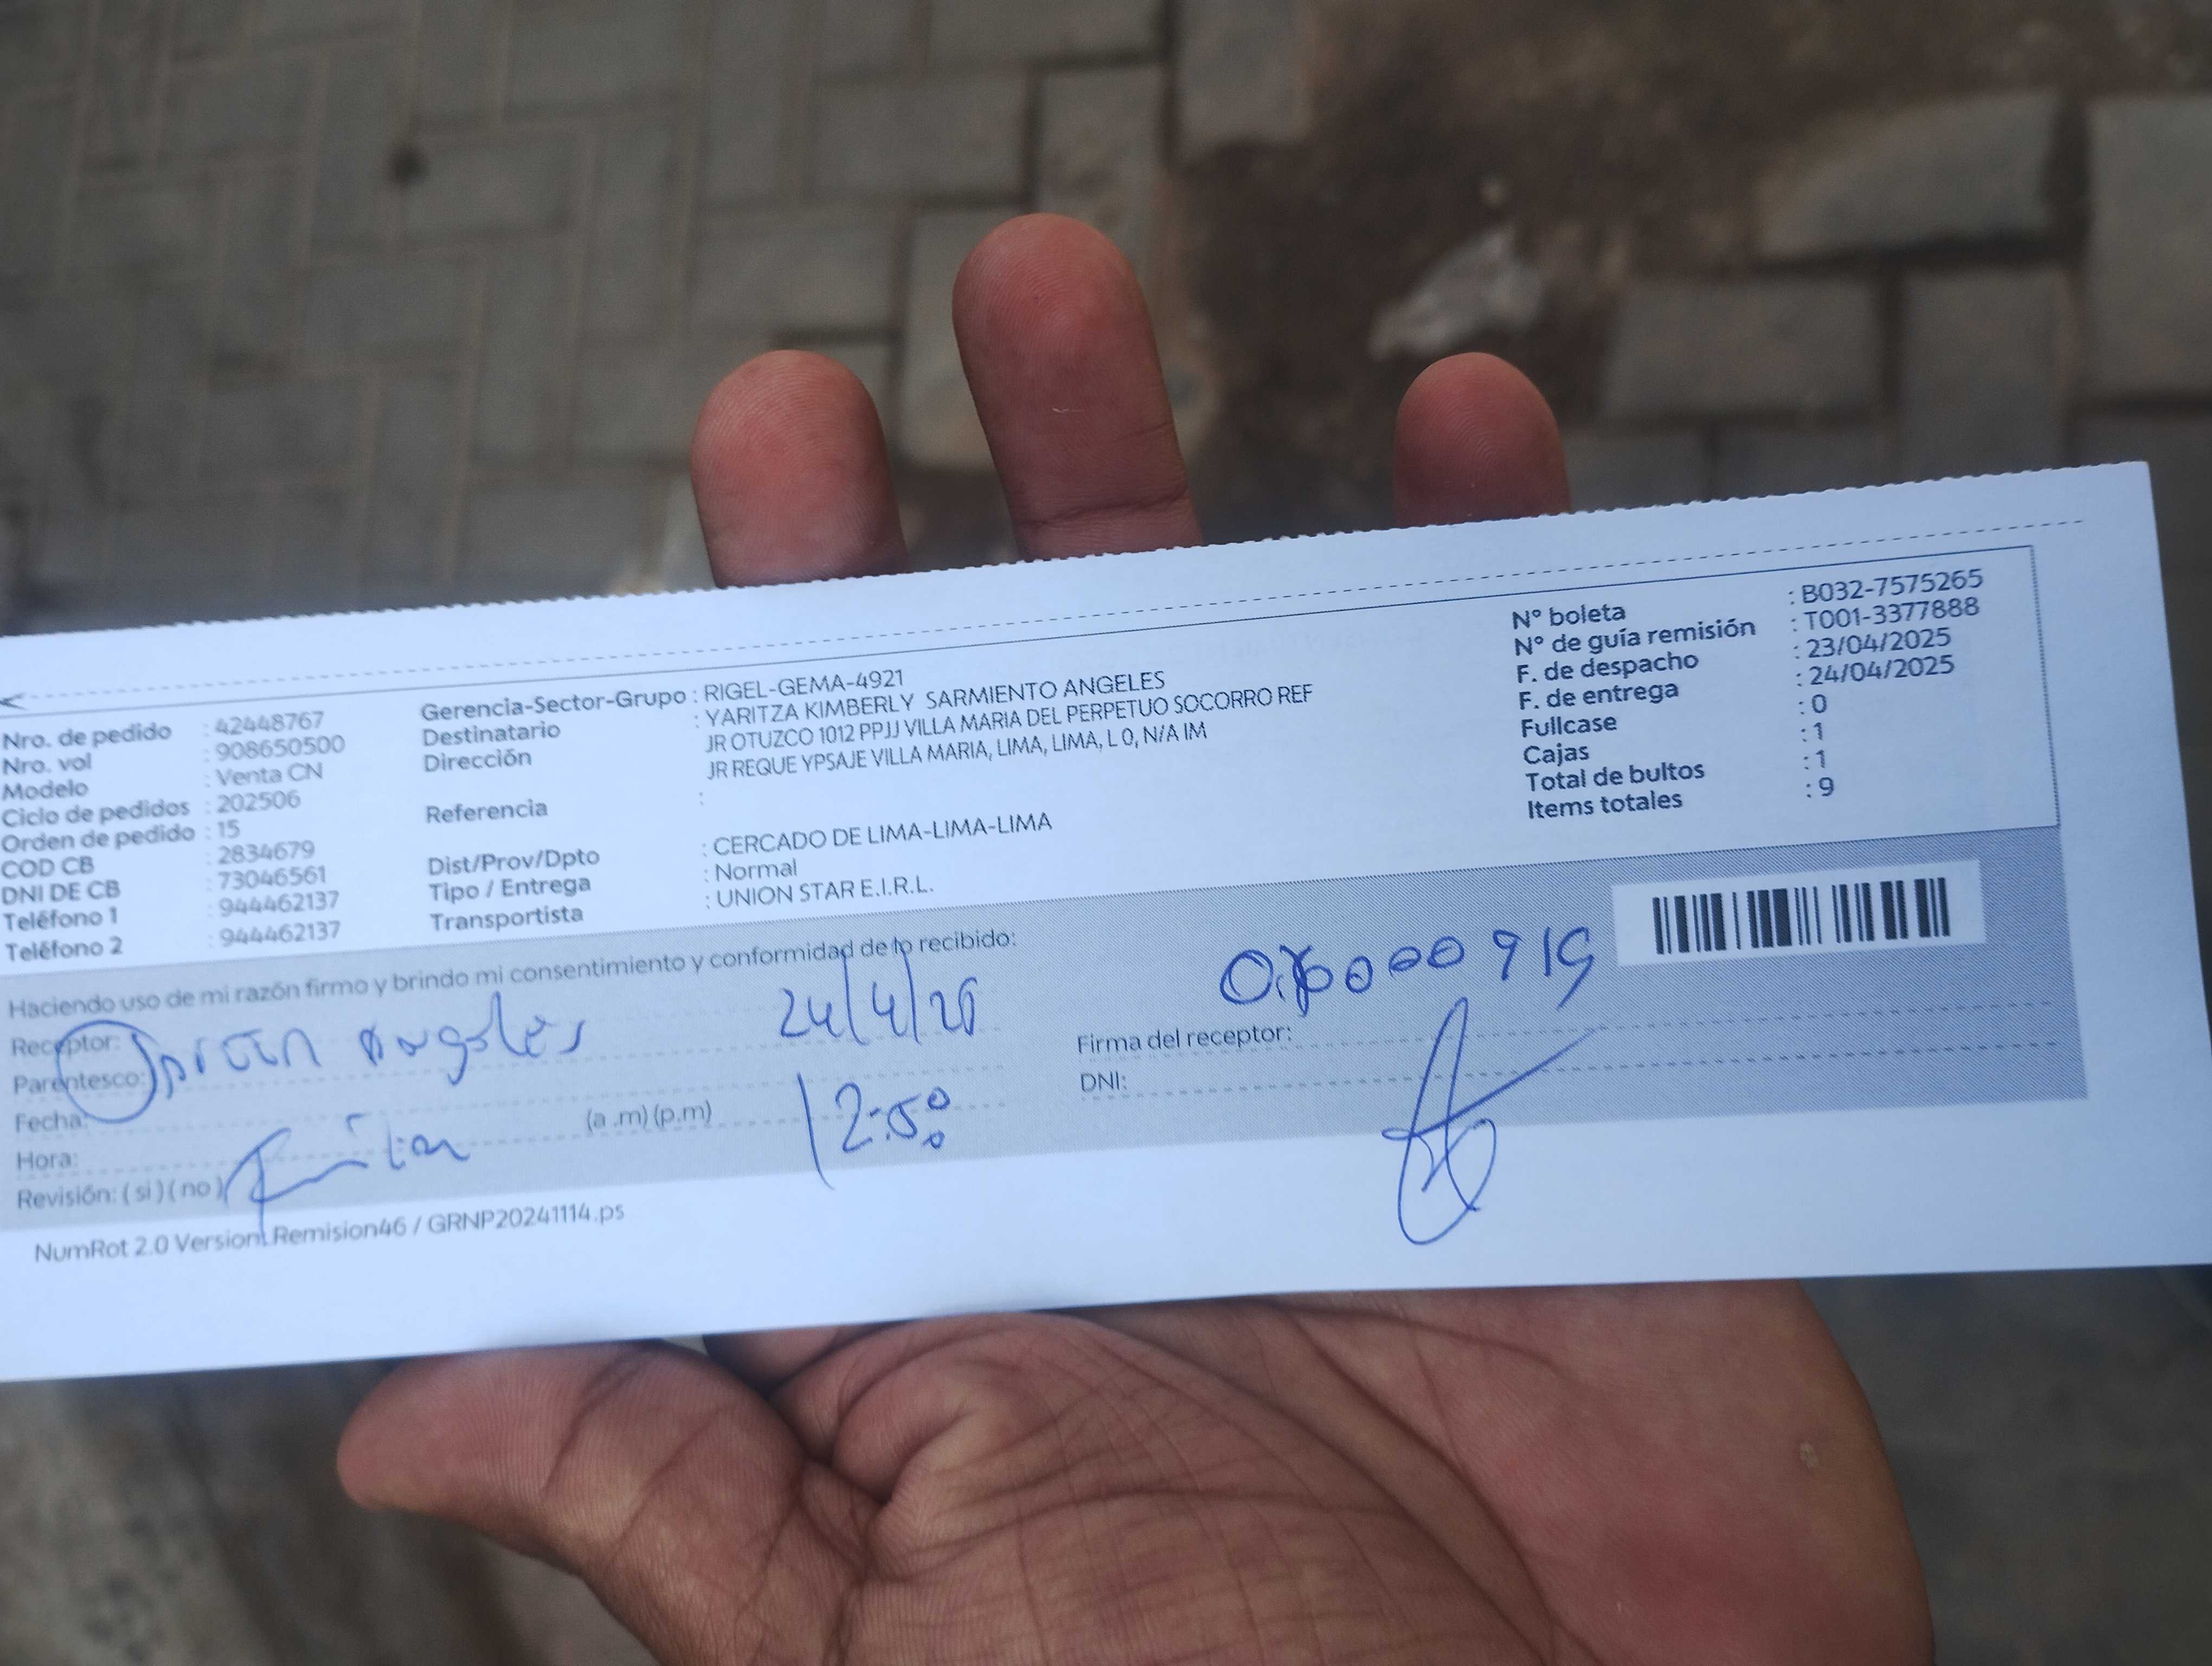 Nro. de pedido : 42448767
Nro. vol : 908650500
Modelo : Venta CN
Ciclo de pedidos : 202506
Orden de pedido : 15
COD CB : 2834679
DNI DE CB : 73046561
Teléfono 1 : 944462137
Teléfono 2 : 944462137
Gerencia-Sector-Grupo : RIGEL-GEMA-4921
Destinatario : YARITZA KIMBERLY SARMIENTO ANGELES
Dirección JR OTUZCO 1012 PPJJ VILLA MARIA DEL PERPETUO SOCORRO REF
JR REQUE YPSAJE VILLA MARIA, LIMA, LIMA, L 0, N/A IM
Referencia :
Dist/Prov/Dpto : CERCADO DE LIMA-LIMA-LIMA
Tipo / Entrega : Normal
Transportista : UNION STAR E.I.R.L.
Nº boleta : B032-7575265
Nº de guía remisión : T001-3377888
F. de despacho : 23/04/2025
F. de entrega : 24/04/2025
Fullcase : 0
Cajas : 1
Total de bultos : 1
Items totales : 9
Haciendo uso de mi razón firmo y brindo mi consentimiento y conformidad de lo recibido:
Receptor: Angeles
Parentesco:
Fecha:
Hora: (a .m) (p.m) 12:50
Revisión: ( si ) ( no )
Firma del receptor:
DNI:
NumRot 2.0 Version Remision46 / GRNP20241114.ps